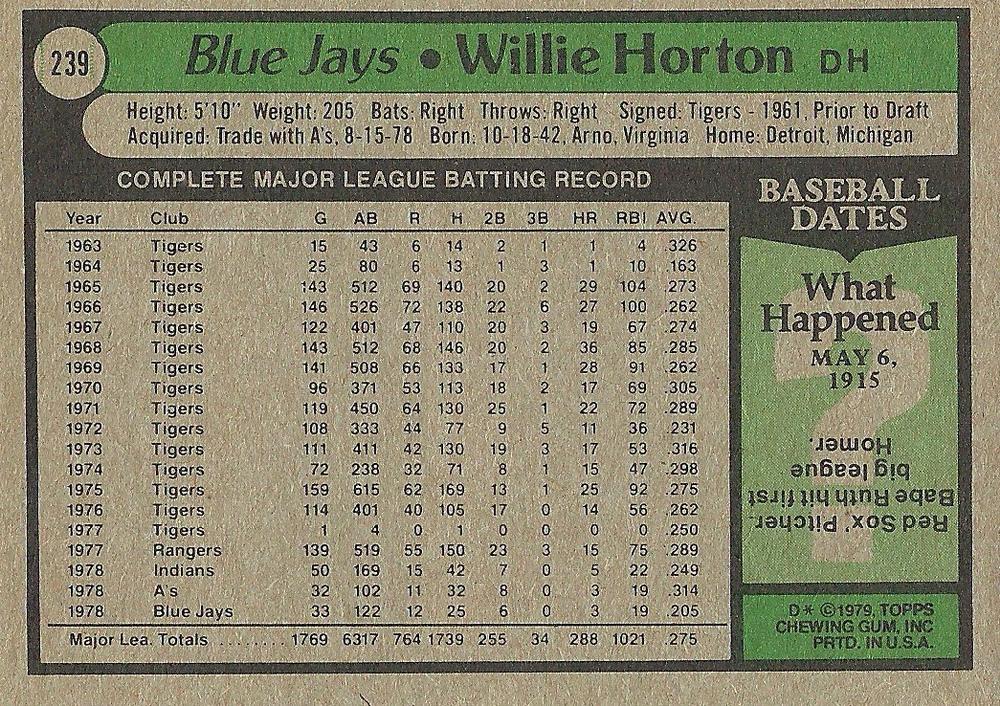 239
Blue Jays • Willie Horton DH
Height: 5'10" Weight: 205 Bats: Right Throws: Right Signed: Tigers - 1961, Prior to Draft
Acquired: Trade with A's, 8-15-78 Born: 10-18-42, Arno, Virginia Home: Detroit, Michigan
COMPLETE MAJOR LEAGUE BATTING RECORD
Year Club G AB R H 2B 3B HR RBI AVG.
1963 Tigers 15 43 6 14 2 1 1 4 .326
1964 Tigers 25 80 6 13 1 3 1 10 .163
1965 Tigers 143 512 69 140 20 2 29 104 .273
1966 Tigers 146 526 72 138 22 6 27 100 .262
1967 Tigers 122 401 47 110 20 3 19 67 .274
1968 Tigers 143 512 68 146 20 2 36 85 .285
1969 Tigers 141 508 66 133 17 1 28 91 .262
1970 Tigers 96 371 53 113 18 2 17 69 .305
1971 Tigers 119 450 64 130 25 1 22 72 .289
1972 Tigers 108 333 44 77 9 5 11 36 .231
1973 Tigers 111 411 42 130 19 3 17 53 .316
1974 Tigers 72 238 32 71 8 1 15 47 .298
1975 Tigers 159 615 62 169 13 1 25 92 .275
1976 Tigers 114 401 40 105 17 0 14 56 .262
1977 Tigers 1 4 0 1 0 0 0 0 .250
1977 Rangers 139 519 55 150 23 3 15 75 .289
1978 Indians 50 169 15 42 7 0 5 22 .249
1978 A's 32 102 11 32 8 0 3 19 .314
1978 Blue Jays 33 122 12 25 6 0 3 19 .205
Major Lea. Totals .......... 1769 6317 764 1739 255 34 288 1021 .275
BASEBALL
DATES
What
Happened
MAY 6,
1915
?
Red Sox' Pitcher,
Babe Ruth hit first
big league
Homer.
D* ©1979, TOPPS
CHEWING GUM, INC
PRTD. IN U.S.A.